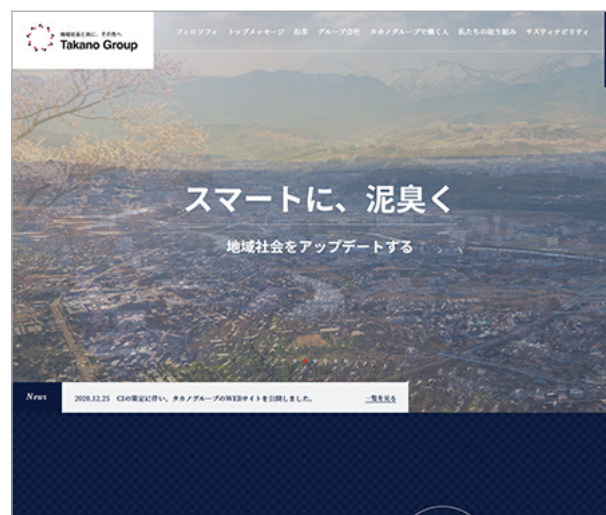 地域社会と共に、その先へ
Takano Group
フィロソフィ トップメッセージ 沿革 グループ会社 タカノグループで働く人 私たちの取り組み サスティナビリティ
スマートに、泥臭く
地域社会をアップデートする
News
2020.12.25 CIの策定に伴い、タカノグループのWEBサイトを公開しました。
一覧を見る